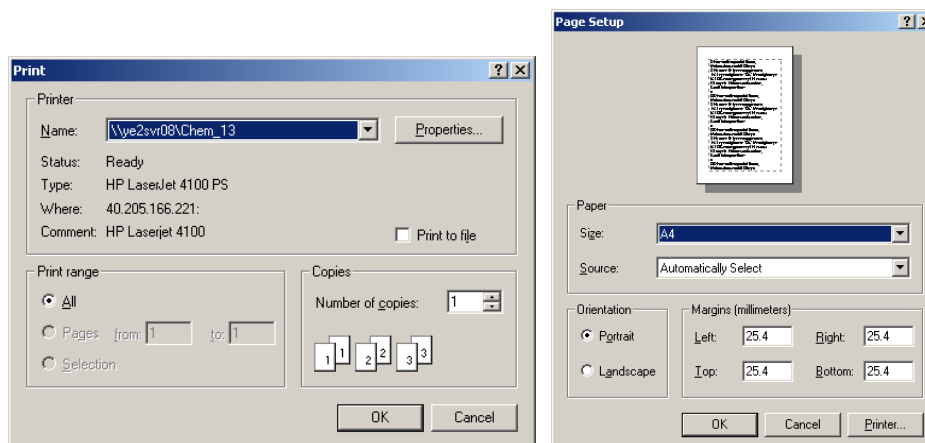 Print
Printer
Name: \\ye2svr08\Chem_13 Properties...
Status: Ready
Type: HP LaserJet 4100 PS
Where: 40.205.166.221:
Comment: HP Laserjet 4100
Print to file
Print range
All
Pages from: 1 to: 1
Selection
Copies
Number of copies: 1
1 1 2 2 3 3
OK Cancel
Page Setup
Paper
Size: A4
Source: Automatically Select
Orientation
Portrait
Landscape
Margins (millimeters)
Left: 25.4 Right: 25.4
Top: 25.4 Bottom: 25.4
OK Cancel Printer...